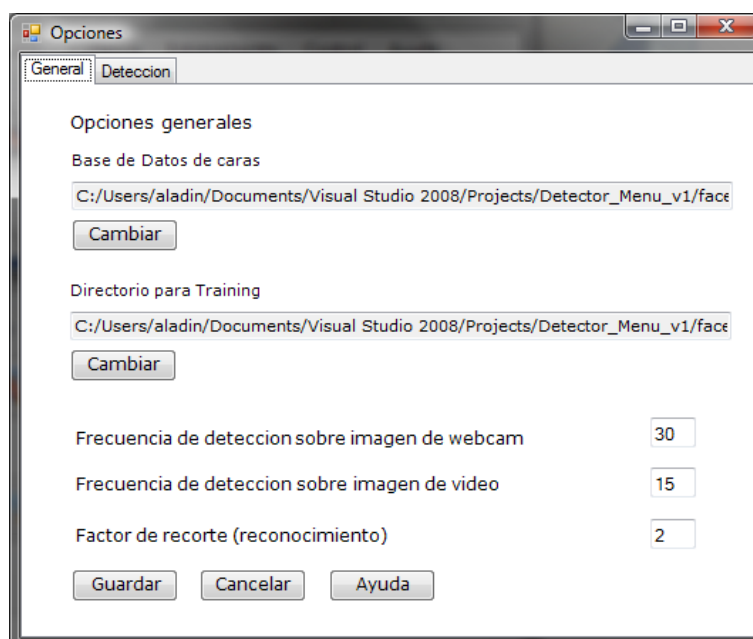 Opciones
General Deteccion
Opciones generales
Base de Datos de caras
C:/Users/aladin/Documents/Visual Studio 2008/Projects/Detector_Menu_v1/face
Cambiar
Directorio para Training
C:/Users/aladin/Documents/Visual Studio 2008/Projects/Detector_Menu_v1/face
Cambiar
Frecuencia de deteccion sobre imagen de webcam 30
Frecuencia de deteccion sobre imagen de video 15
Factor de recorte (reconocimiento) 2
Guardar Cancelar Ayuda